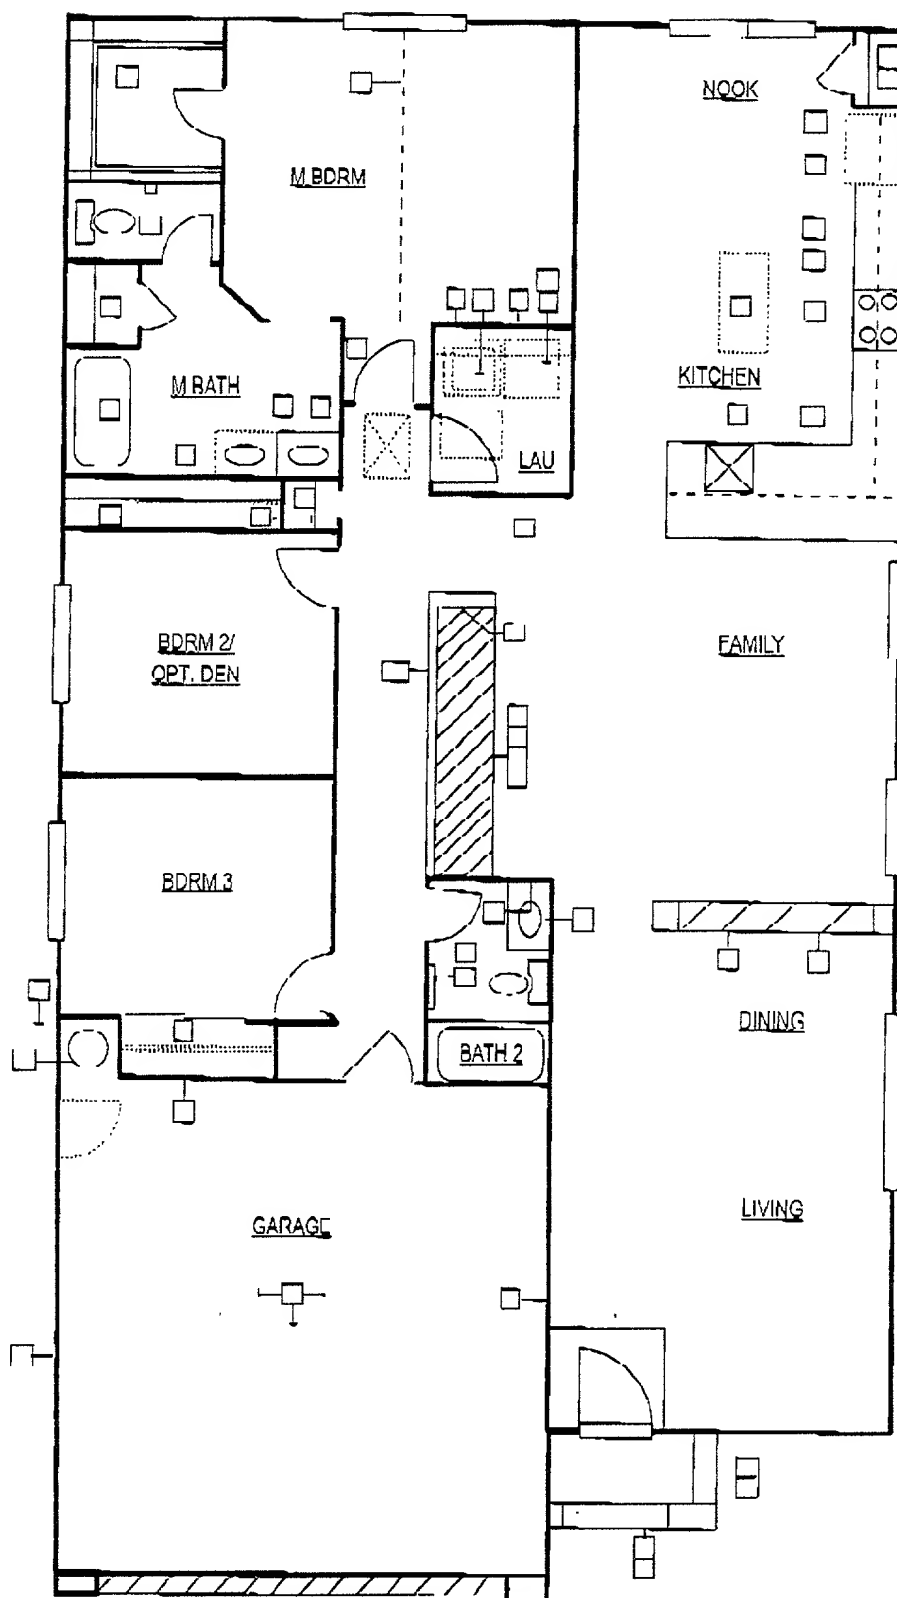 NOOK
M.BDRM
KITCHEN
M BATH
LAU
BDRM 2/
OPT. DEN
FAMILY
BDRM 3
DINING
BATH 2
LIVING
GARAGE